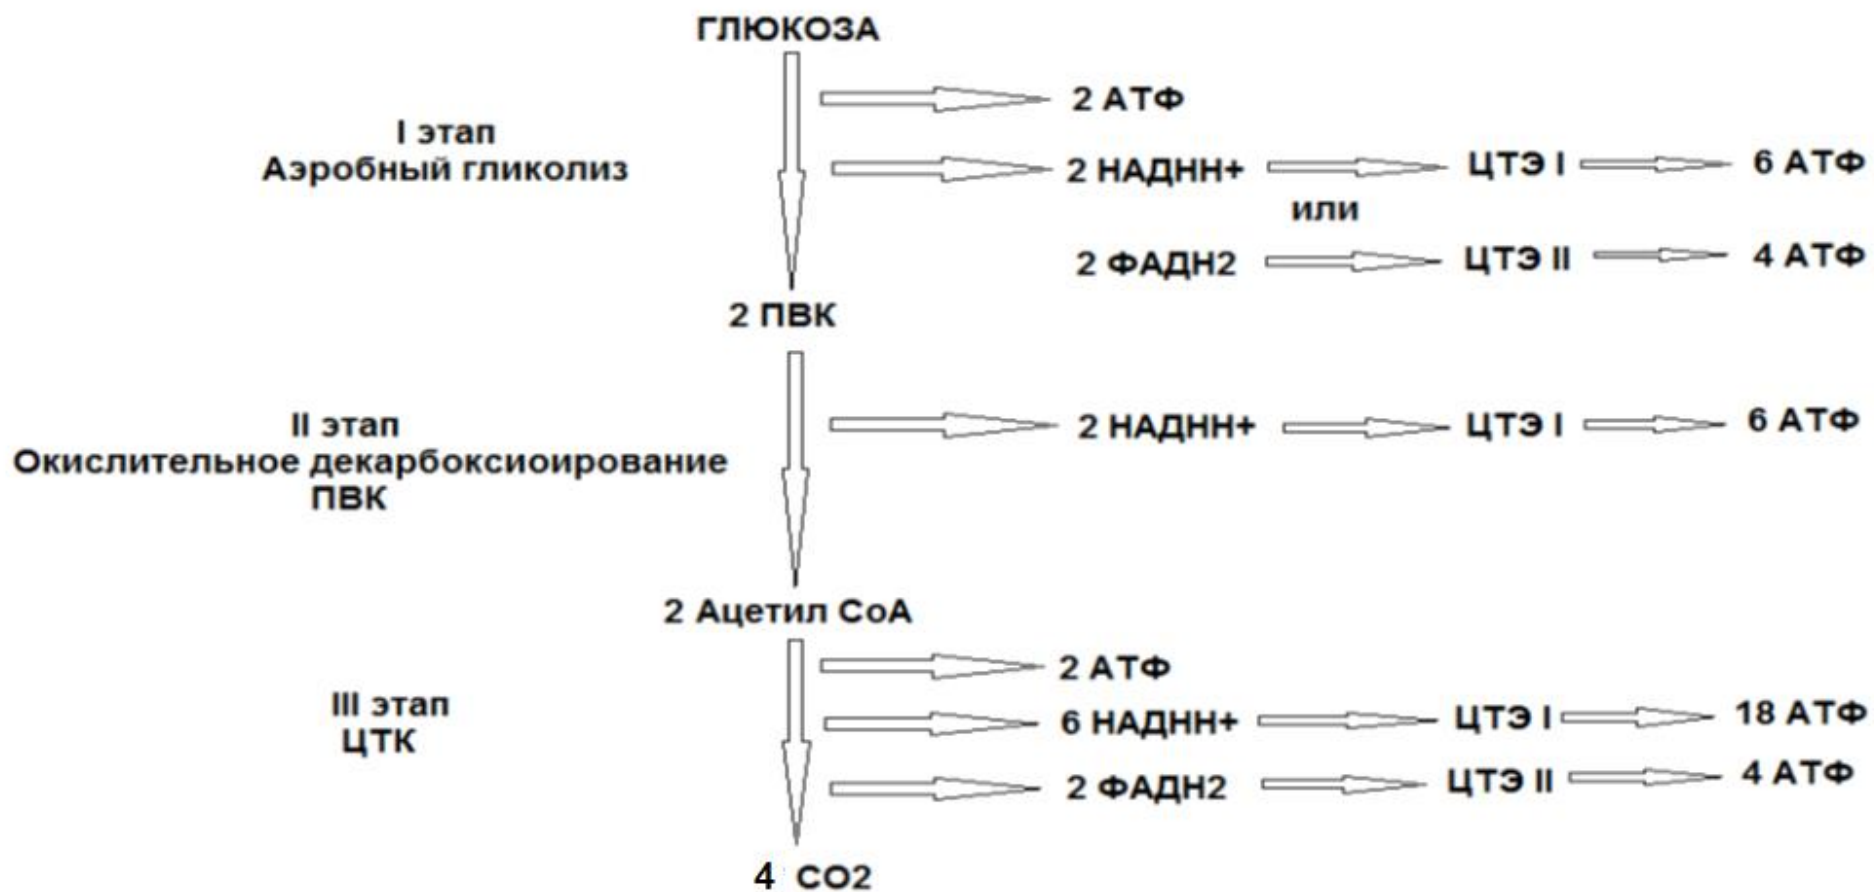 ГЛЮКОЗА
2 АТФ
I этап
Аэробный гликолиз
2 НАДНН+ ЦТЭ I 6 АТФ
или
2 ФАДН2 ЦТЭ II 4 АТФ
2 ПВК
II этап
Окислительное декарбоксиоирование
ПВК
2 НАДНН+ ЦТЭ I 6 АТФ
2 Ацетил СоА
2 АТФ
III этап
ЦТК
6 НАДНН+ ЦТЭ I 18 АТФ
2 ФАДН2 ЦТЭ II 4 АТФ
4 СО2